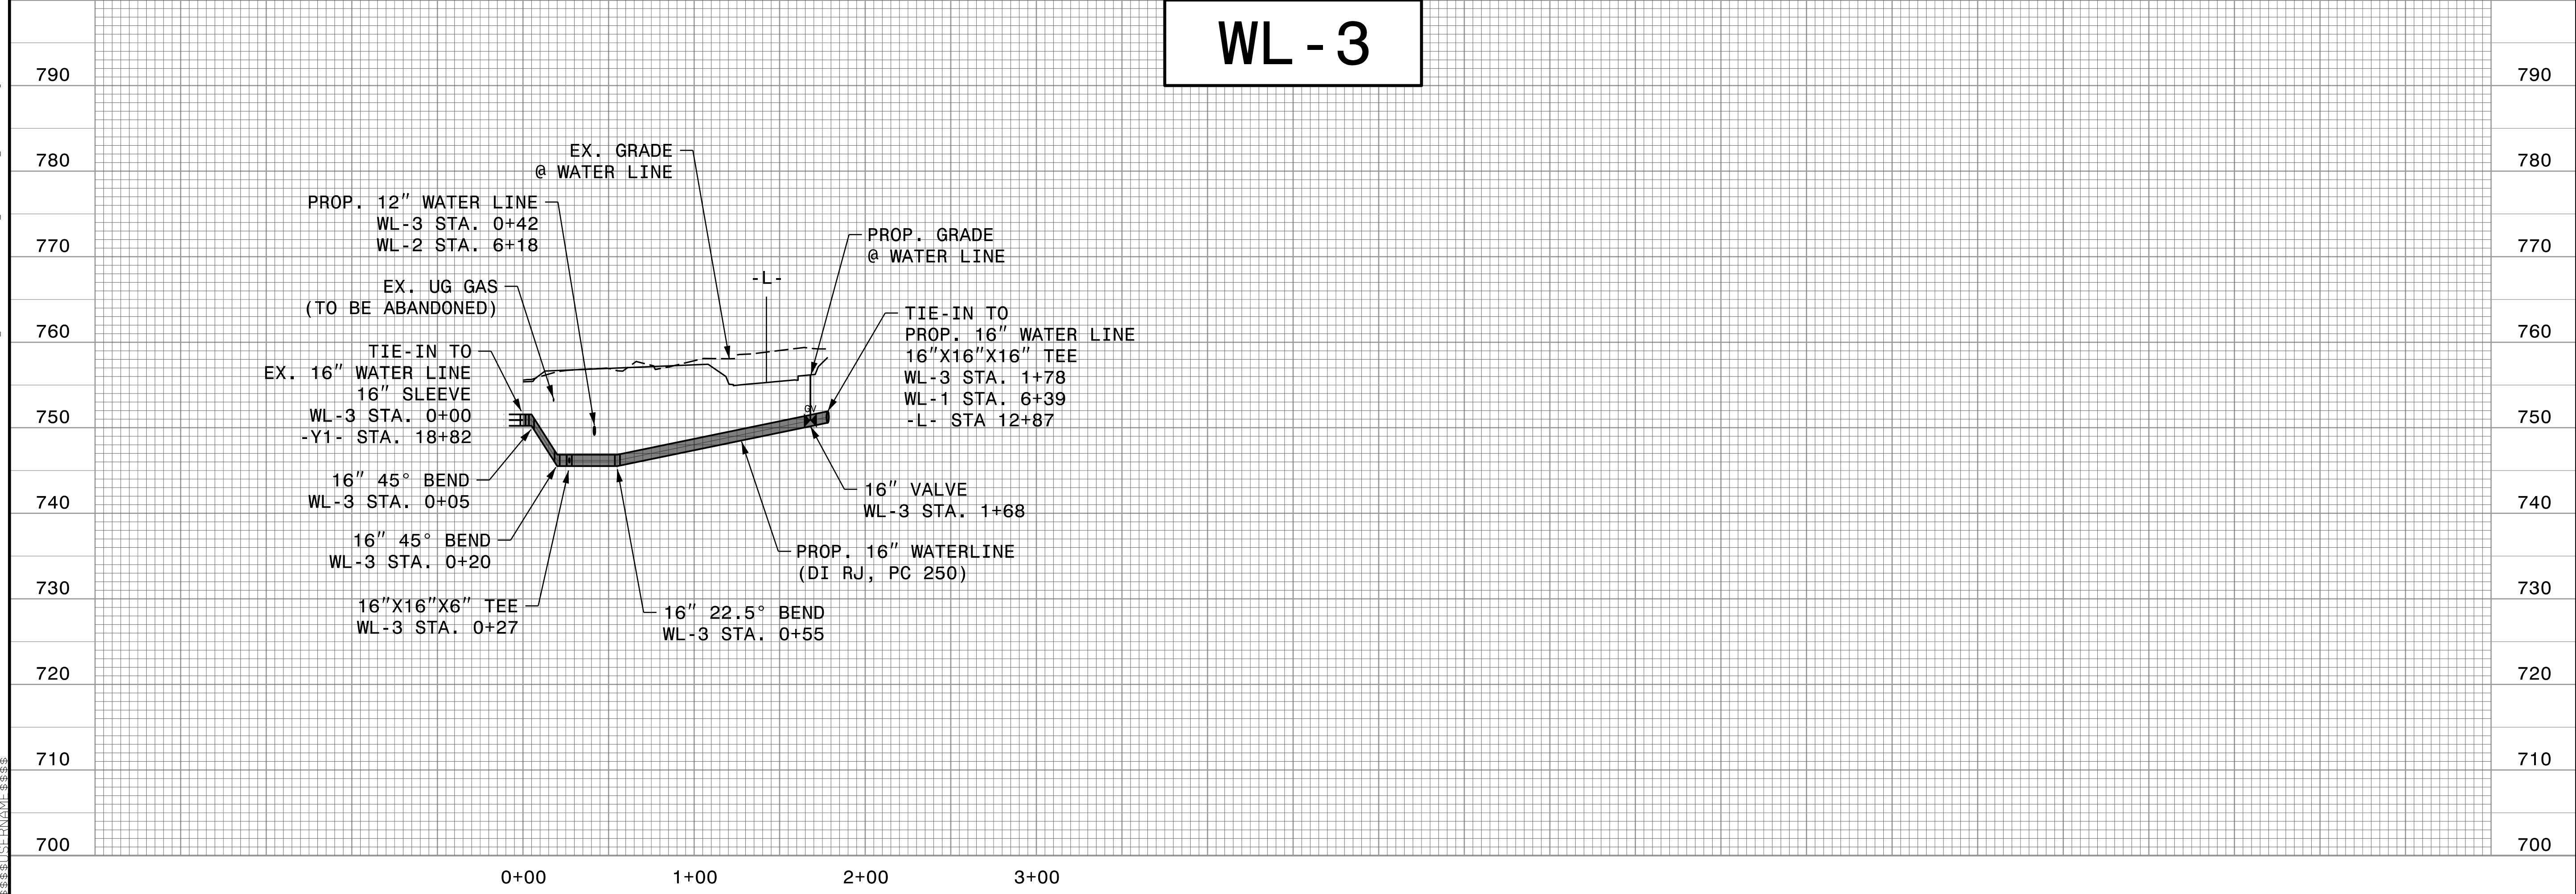 WL-3
790
790
780
780
770
770
760
760
750
750
740
740
730
730
720
720
710
710
700
700
EX. GRADE
@ WATER LINE
PROP. 12" WATER LINE
WL-3 STA. 0+42
WL-2 STA. 6+18
PROP. GRADE
@ WATER LINE
-L-
EX. UG GAS
(TO BE ABANDONED)
TIE-IN TO
PROP. 16" WATER LINE
16"X16"X16" TEE
WL-3 STA. 1+78
WL-1 STA. 6+39
-L- STA 12+87
TIE-IN TO
EX. 16" WATER LINE
16" SLEEVE
WL-3 STA. 0+00
-Y1- STA. 18+82
GV
16" 45° BEND
WL-3 STA. 0+05
16" VALVE
WL-3 STA. 1+68
16" 45° BEND
WL-3 STA. 0+20
PROP. 16" WATERLINE
(DI RJ, PC 250)
16"X16"X6" TEE
WL-3 STA. 0+27
16" 22.5° BEND
WL-3 STA. 0+55
0+00 1+00 2+00 3+00